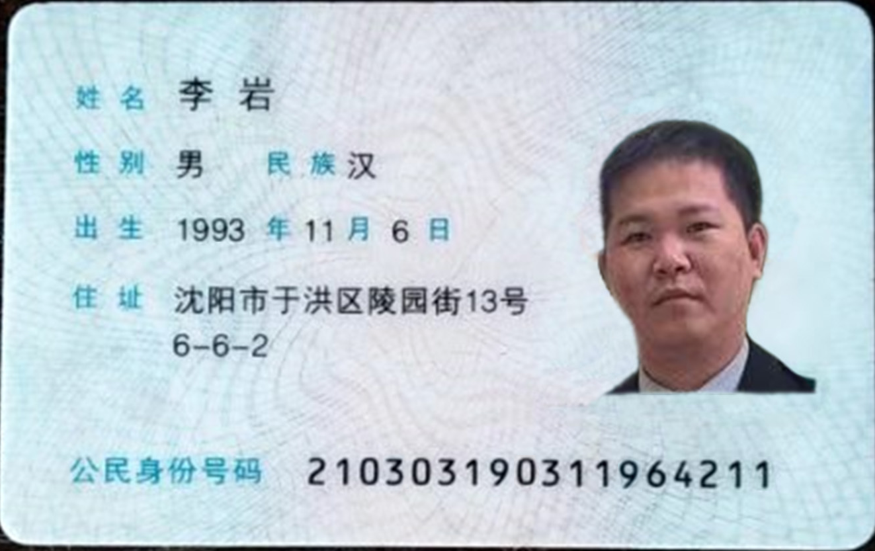 姓名 李岩
性别 男 民族 汉
出生 1993 年 11 月 6 日
住址 沈阳市于洪区陵园街13号
6-6-2
公民身份号码 210303190311964211